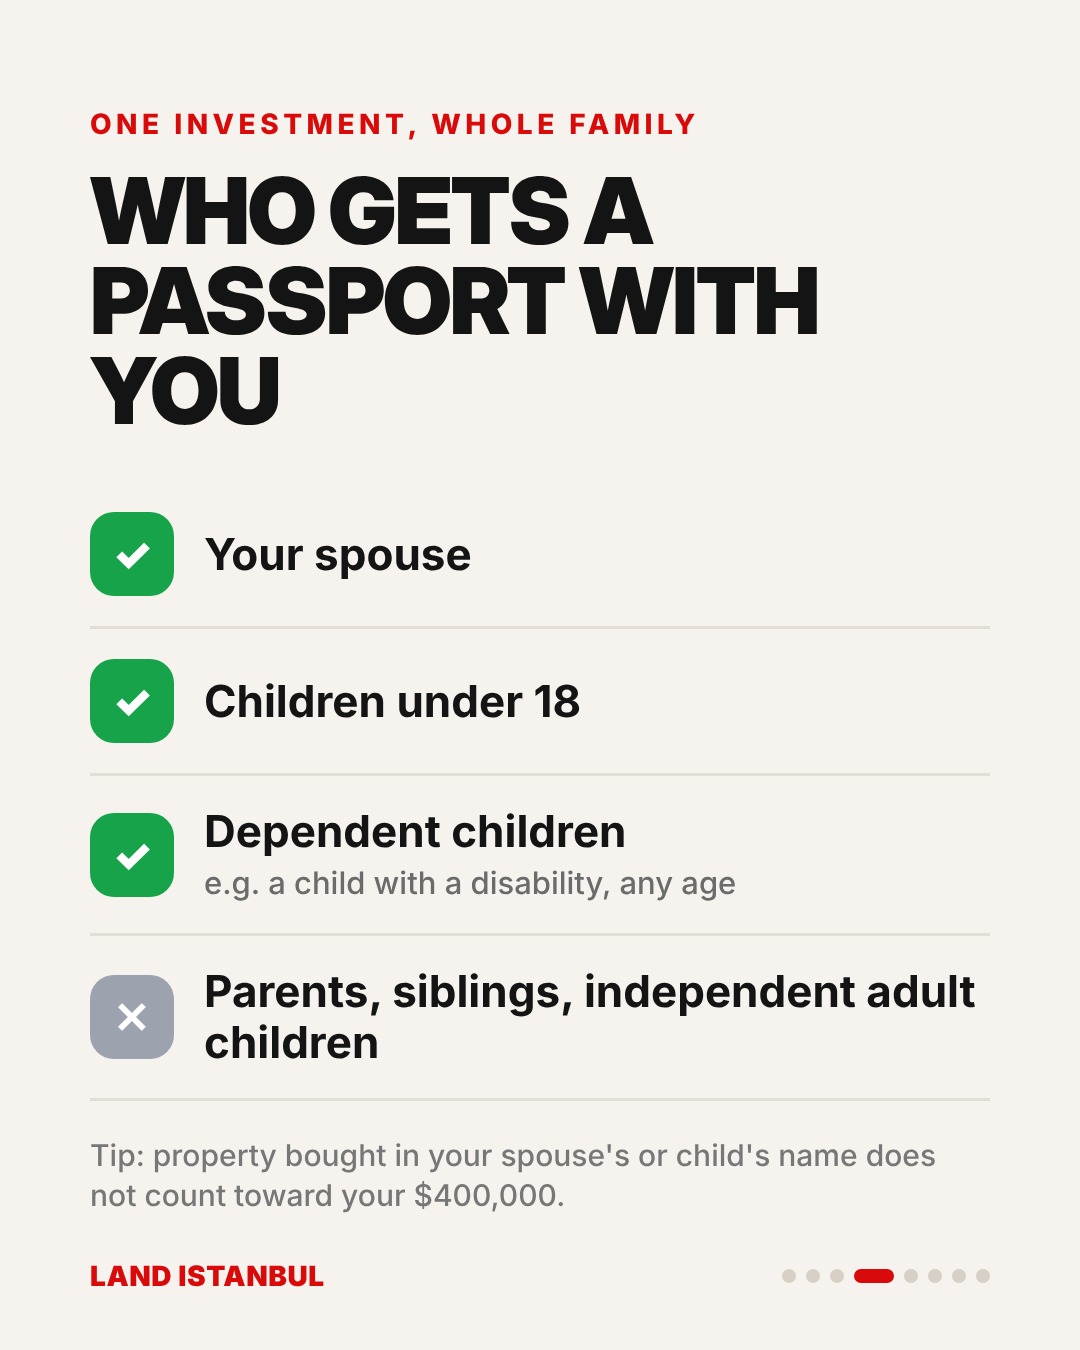 ONE INVESTMENT, WHOLE FAMILY
WHO GETS A
PASSPORT WITH
YOU
Your spouse
Children under 18
Dependent children
e.g. a child with a disability, any age
Parents, siblings, independent adult
children
Tip: property bought in your spouse's or child's name does
not count toward your $400,000.
LAND ISTANBUL